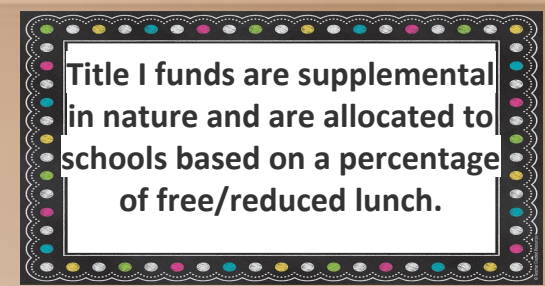 Title I funds are supplemental
in nature and are allocated to
schools based on a percentage
of free/reduced lunch.